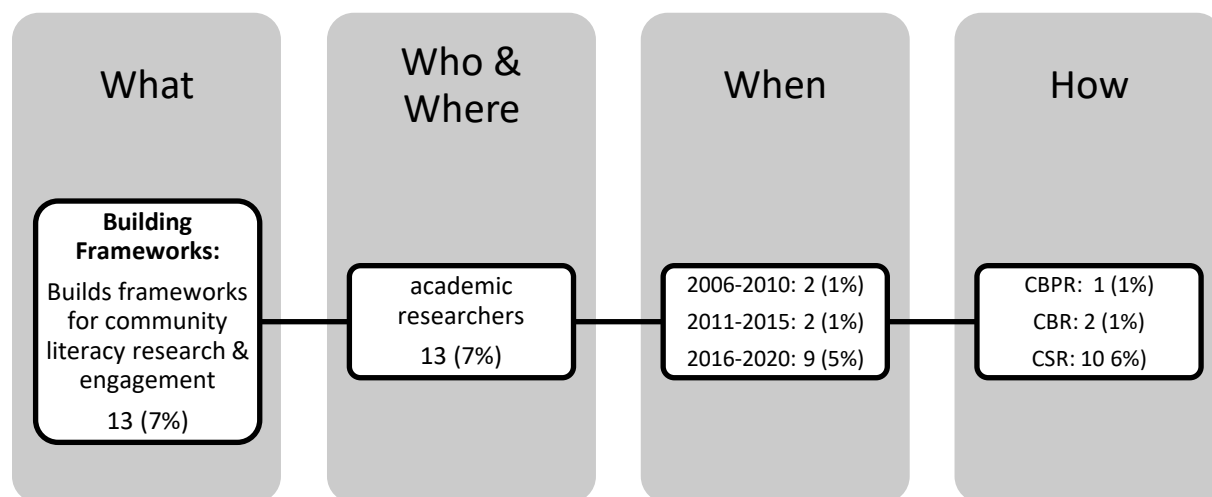 What
Who &
Where
When
How
Building
Frameworks:
Builds frameworks
for community
literacy research &
engagement
13 (7%)
academic
researchers
13 (7%)
2006-2010: 2 (1%)
2011-2015: 2 (1%)
2016-2020: 9 (5%)
CBPR: 1 (1%)
CBR: 2 (1%)
CSR: 10 6%)